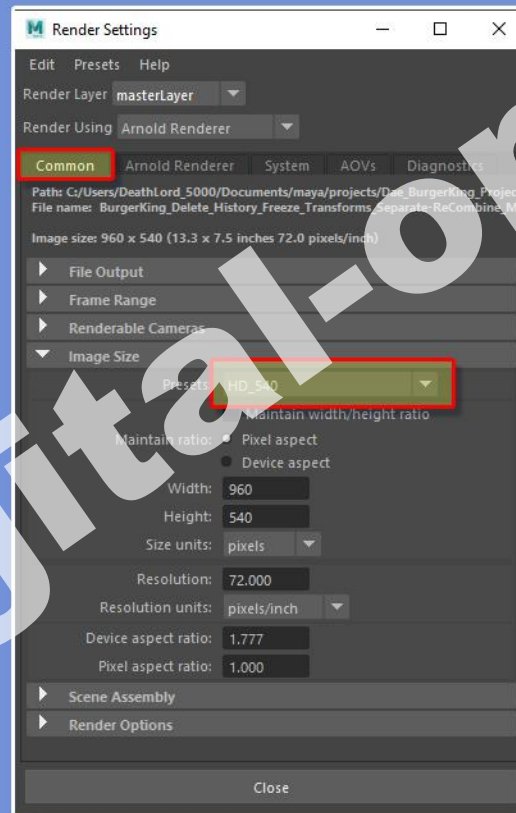 Render Settings
Edit Presets Help
Render Layer masterLayer
Render Using Arnold Renderer
Common Arnold Renderer System AOVs Diagnostics
Path: C:/Users/DeathLord_5000/Documents/maya/projects/Dae_BurgerKing_Projec
File name: BurgerKing_Delete_History_Freeze_Transforms_Separate-ReCombine_M
Image size: 960 x 540 (13.3 x 7.5 inches 72.0 pixels/inch)
File Output
Frame Range
Renderable Cameras
Image Size
Presets: HD_540
Maintain width/height ratio
Maintain ratio: Pixel aspect
Device aspect
Width: 960
Height: 540
Size units: pixels
Resolution: 72.000
Resolution units: pixels/inch
Device aspect ratio: 1.777
Pixel aspect ratio: 1.000
Scene Assembly
Render Options
Close